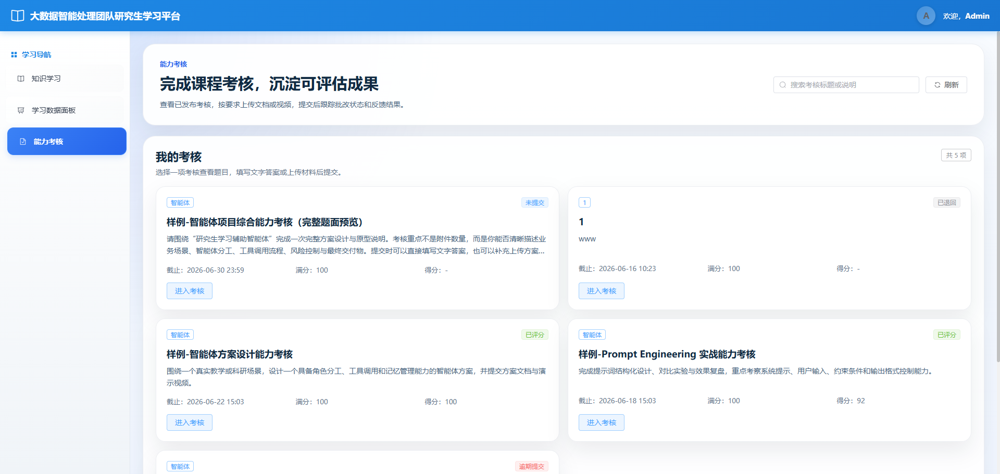 大数据智能处理团队研究生学习平台
A 欢迎，Admin
学习导航
知识学习
学习数据面板
能力考核
能力考核
完成课程考核，沉淀可评估成果
查看已发布考核，按要求上传文档或视频，提交后跟踪批改状态和反馈结果。
搜索考核标题或说明
刷新
我的考核
共 5 项
选择一项考核查看题目，填写文字答案或上传材料后提交。
智能体
未提交
样例-智能体项目综合能力考核（完整题面预览）
请围绕“研究生学习辅助智能体”完成一次完整方案设计与原型说明。考核重点不是附件数量，而是你能否清晰描述业
务场景、智能体分工、工具调用流程、风险控制与最终交付物。提交时可以直接填写文字答案，也可以补充上传方案...
截止：2026-06-30 23:59 满分：100 得分：-
进入考核
1
已退回
1
www
截止：2026-06-16 10:23 满分：100 得分：-
进入考核
智能体
已评分
样例-智能体方案设计能力考核
围绕一个真实教学或科研场景，设计一个具备角色分工、工具调用和记忆管理能力的智能体方案，并提交方案文档与演
示视频。
截止：2026-06-22 15:03 满分：100 得分：100
进入考核
智能体
已评分
样例-Prompt Engineering 实战能力考核
完成提示词结构化设计、对比实验与效果复盘，重点考察系统提示、用户输入、约束条件和输出格式控制能力。
截止：2026-06-18 15:03 满分：100 得分：92
进入考核
智能体
逾期提交